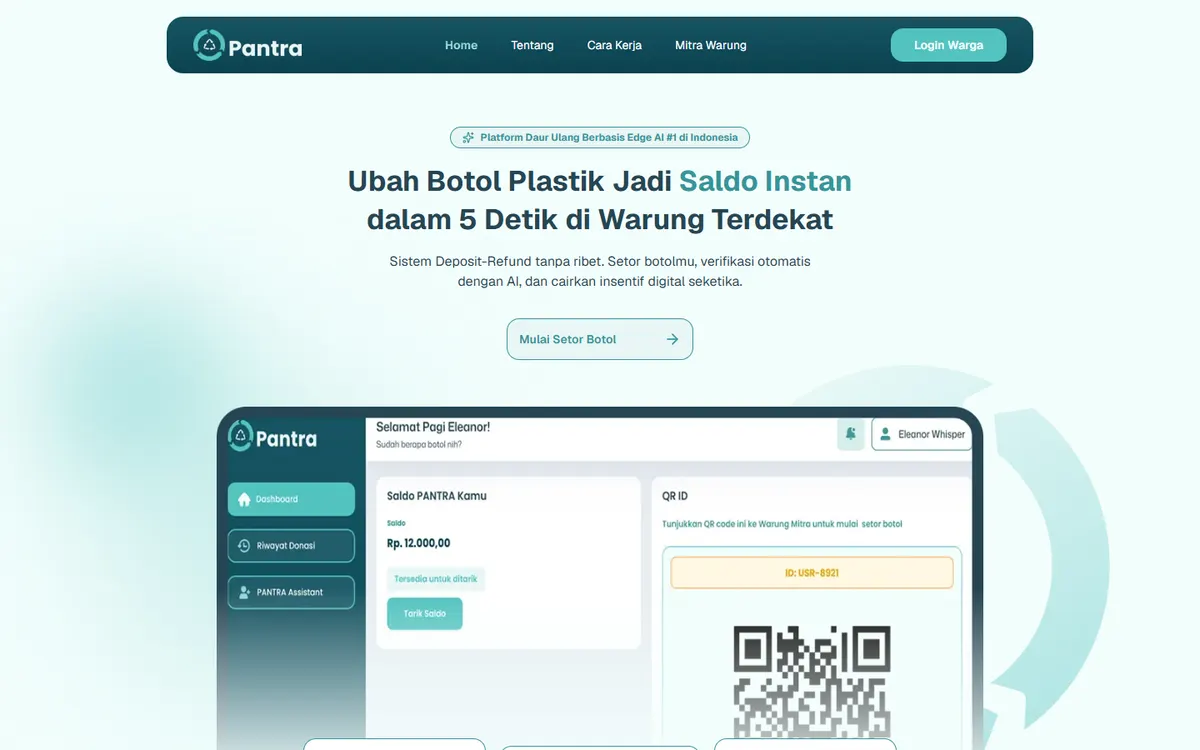 Pantra
Home
Tentang
Cara Kerja
Mitra Warung
Login Warga
Platform Daur Ulang Berbasis Edge AI #1 di Indonesia
Ubah Botol Plastik Jadi Saldo Instan
dalam 5 Detik di Warung Terdekat
Sistem Deposit-Refund tanpa ribet. Setor botolmu, verifikasi otomatis
dengan AI, dan cairkan insentif digital seketika.
Mulai Setor Botol
Pantra
Selamat Pagi Eleanor!
Sudah berapa botol nih?
Eleanor Whisper
Dashboard
Riwayat Donasi
PANTRA Assistant
Saldo PANTRA Kamu
Saldo
Rp. 12.000,00
Tersedia untuk ditarik
Tarik Saldo
QR ID
Tunjukkan QR code ini ke Warung Mitra untuk mulai setor botol
ID: USR-8921